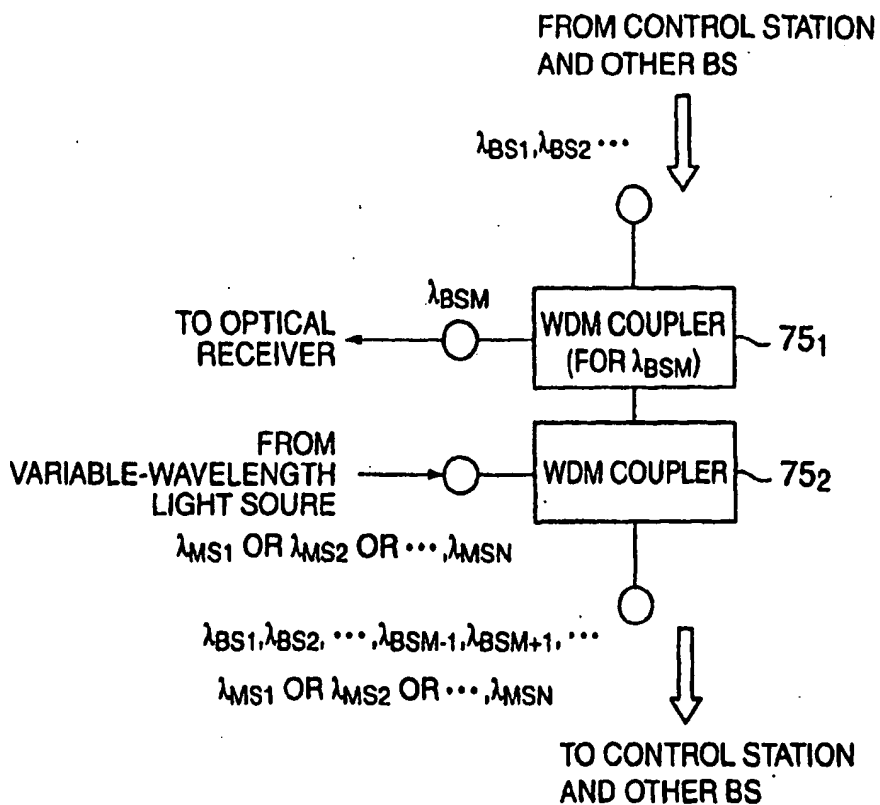 FROM CONTROL STATION
AND OTHER BS
λBS1,λBS2 ···
λBSM
TO OPTICAL
RECEIVER
WDM COUPLER
(FOR λBSM)
751
FROM
VARIABLE-WAVELENGTH
LIGHT SOURE
WDM COUPLER
752
λMS1 OR λMS2 OR ···,λMSN
λBS1,λBS2, ···,λBSM-1,λBSM+1, ···
λMS1 OR λMS2 OR ···,λMSN
TO CONTROL STATION
AND OTHER BS